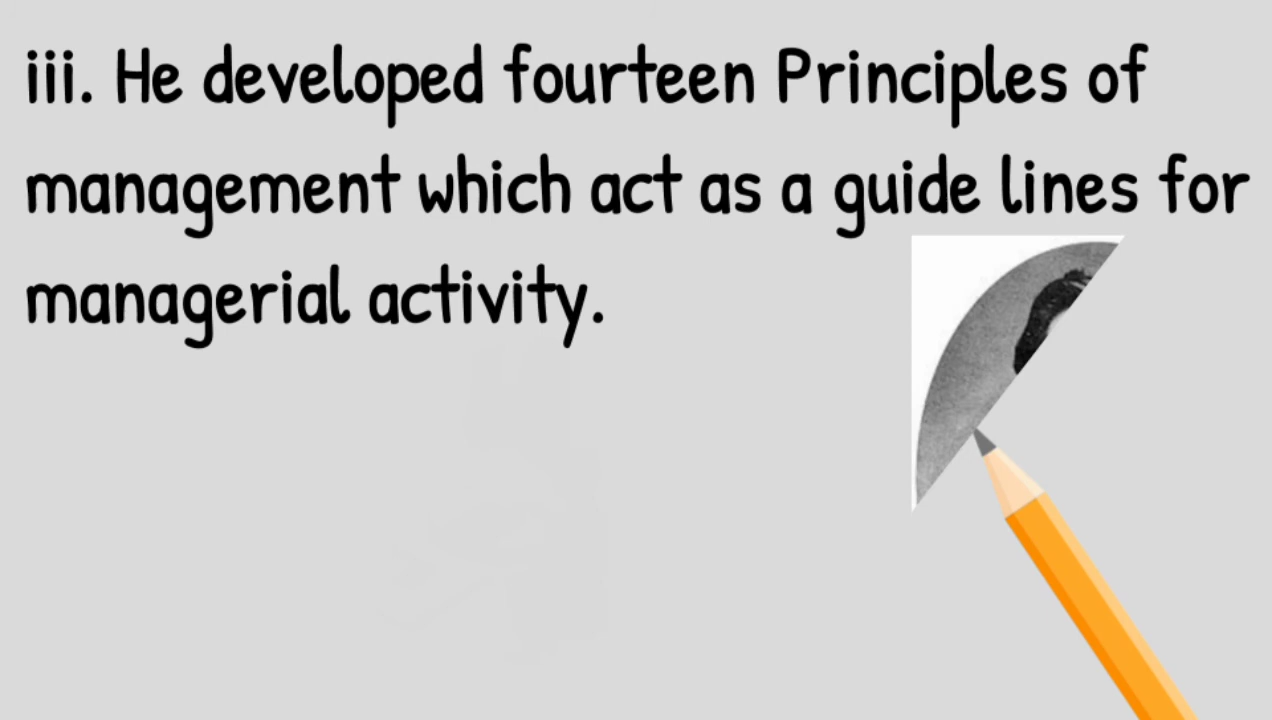 iii. He developed fourteen Principles of
management which act as a guide lines for
managerial activity.